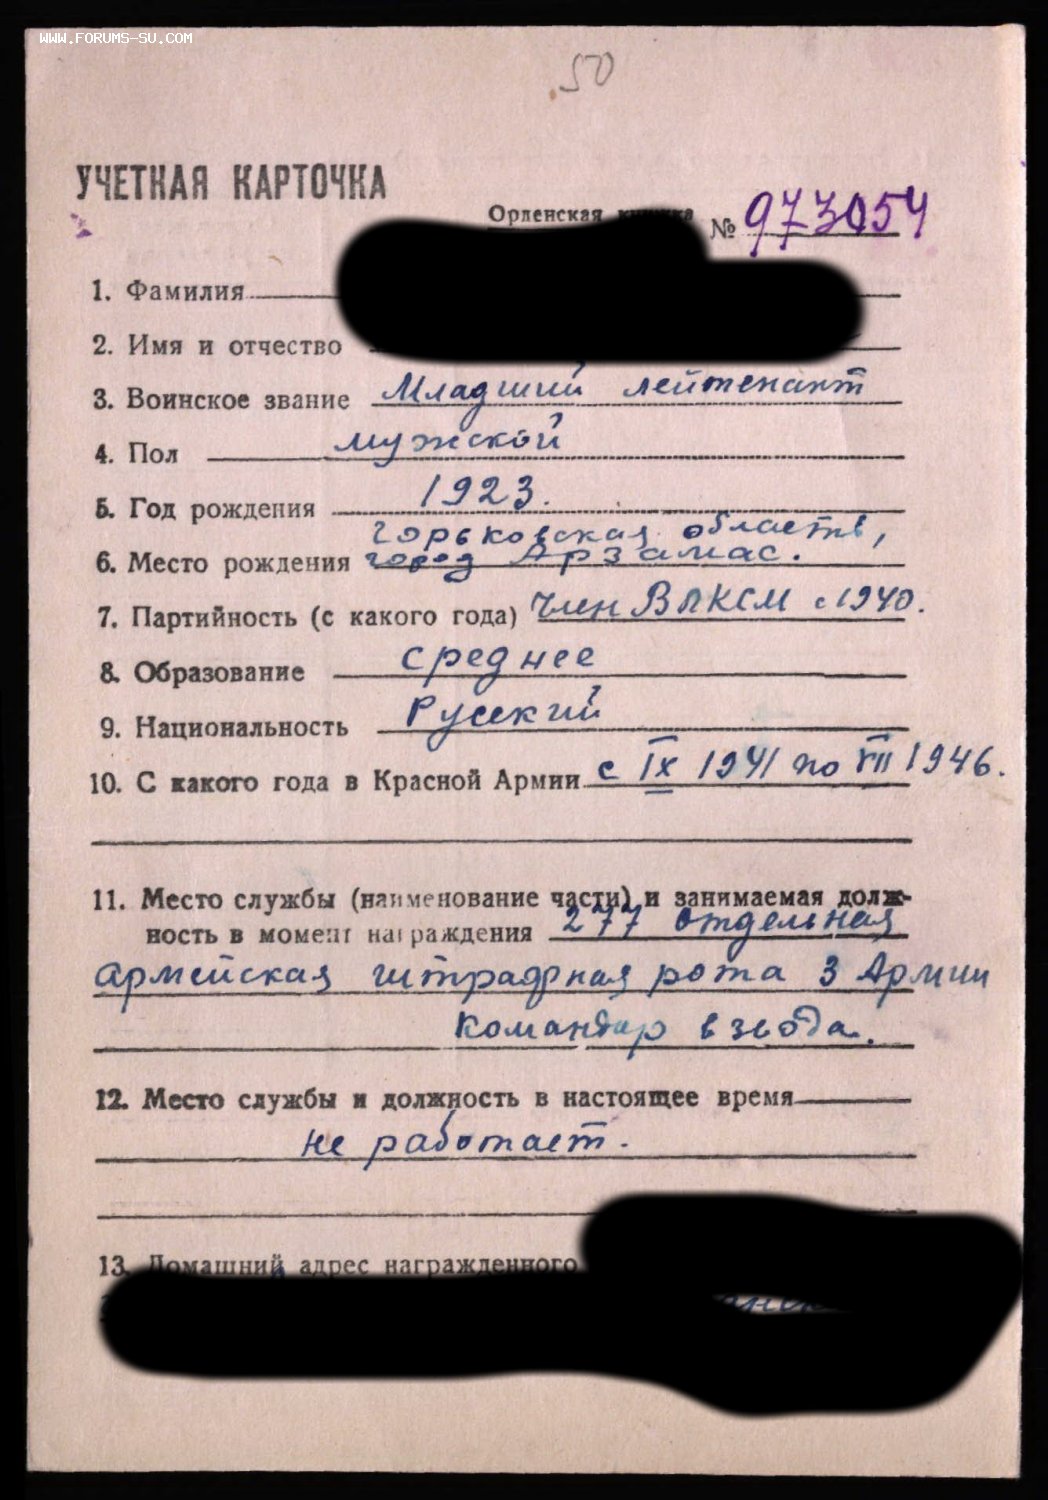 WWW.FORUMS-SU.COM
50
УЧЕТНАЯ КАРТОЧКА
Орденская книжка № 973054
1. Фамилия
2. Имя и отчество
3. Воинское звание Младший лейтенант
4. Пол мужской
5. Год рождения 1923.
Горьковская область,
6. Место рождения город Арзамас.
7. Партийность (с какого года) Член ВЛКСМ с 1940.
8. Образование среднее
9. Национальность Русский
10. С какого года в Красной Армии с IX 1941 по VII 1946.
11. Место службы (наименование части) и занимаемая долж-
ность в момент награждения 277 отдельная
армейская штрафная рота 3 Армии
командир взвода.
12. Место службы и должность в настоящее время
не работает.
13. Домашний адрес награжденного